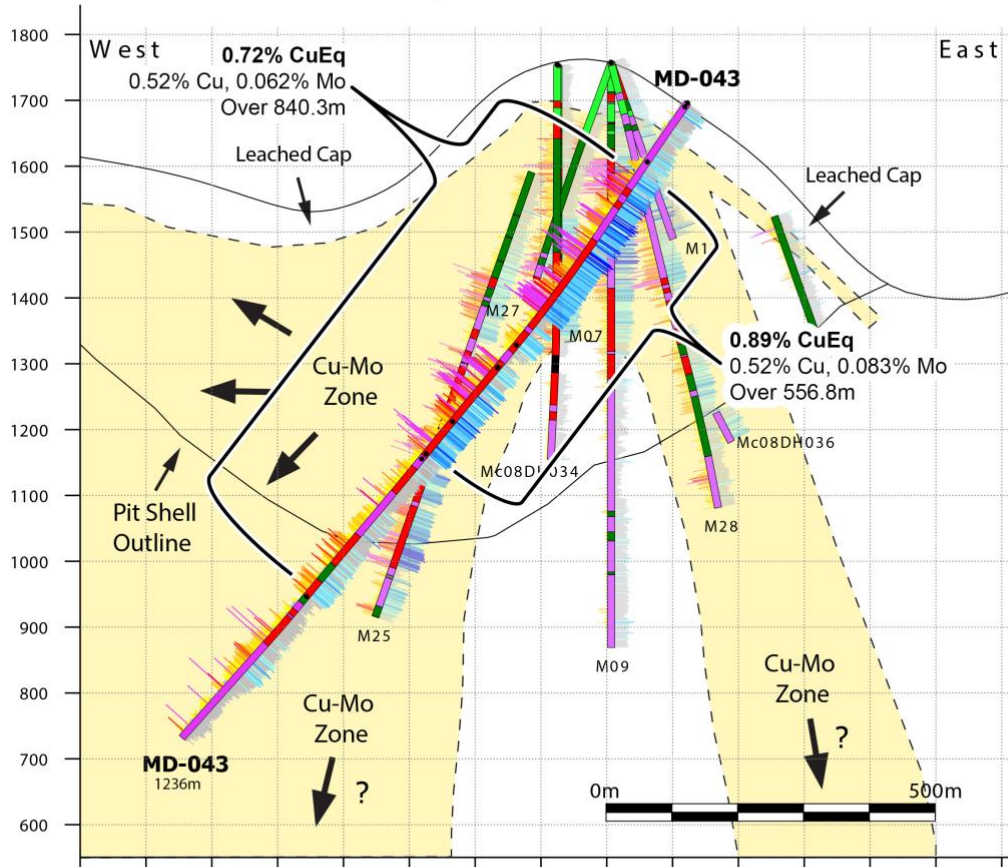 1800
1700
1600
1500
1400
1300
1200
1100
1000
900
800
700
600
West
East
0.72% CuEq
0.52% Cu, 0.062% Mo
Over 840.3m
MD-043
Leached Cap
Leached Cap
M1
M27
M07
0.89% CuEq
0.52% Cu, 0.083% Mo
Over 556.8m
Cu-Mo
Zone
Mc08DH034
Mc08DH036
Pit Shell
Outline
M28
M25
M09
Cu-Mo
Zone
?
Cu-Mo
Zone
?
MD-043
1236m
0m
500m